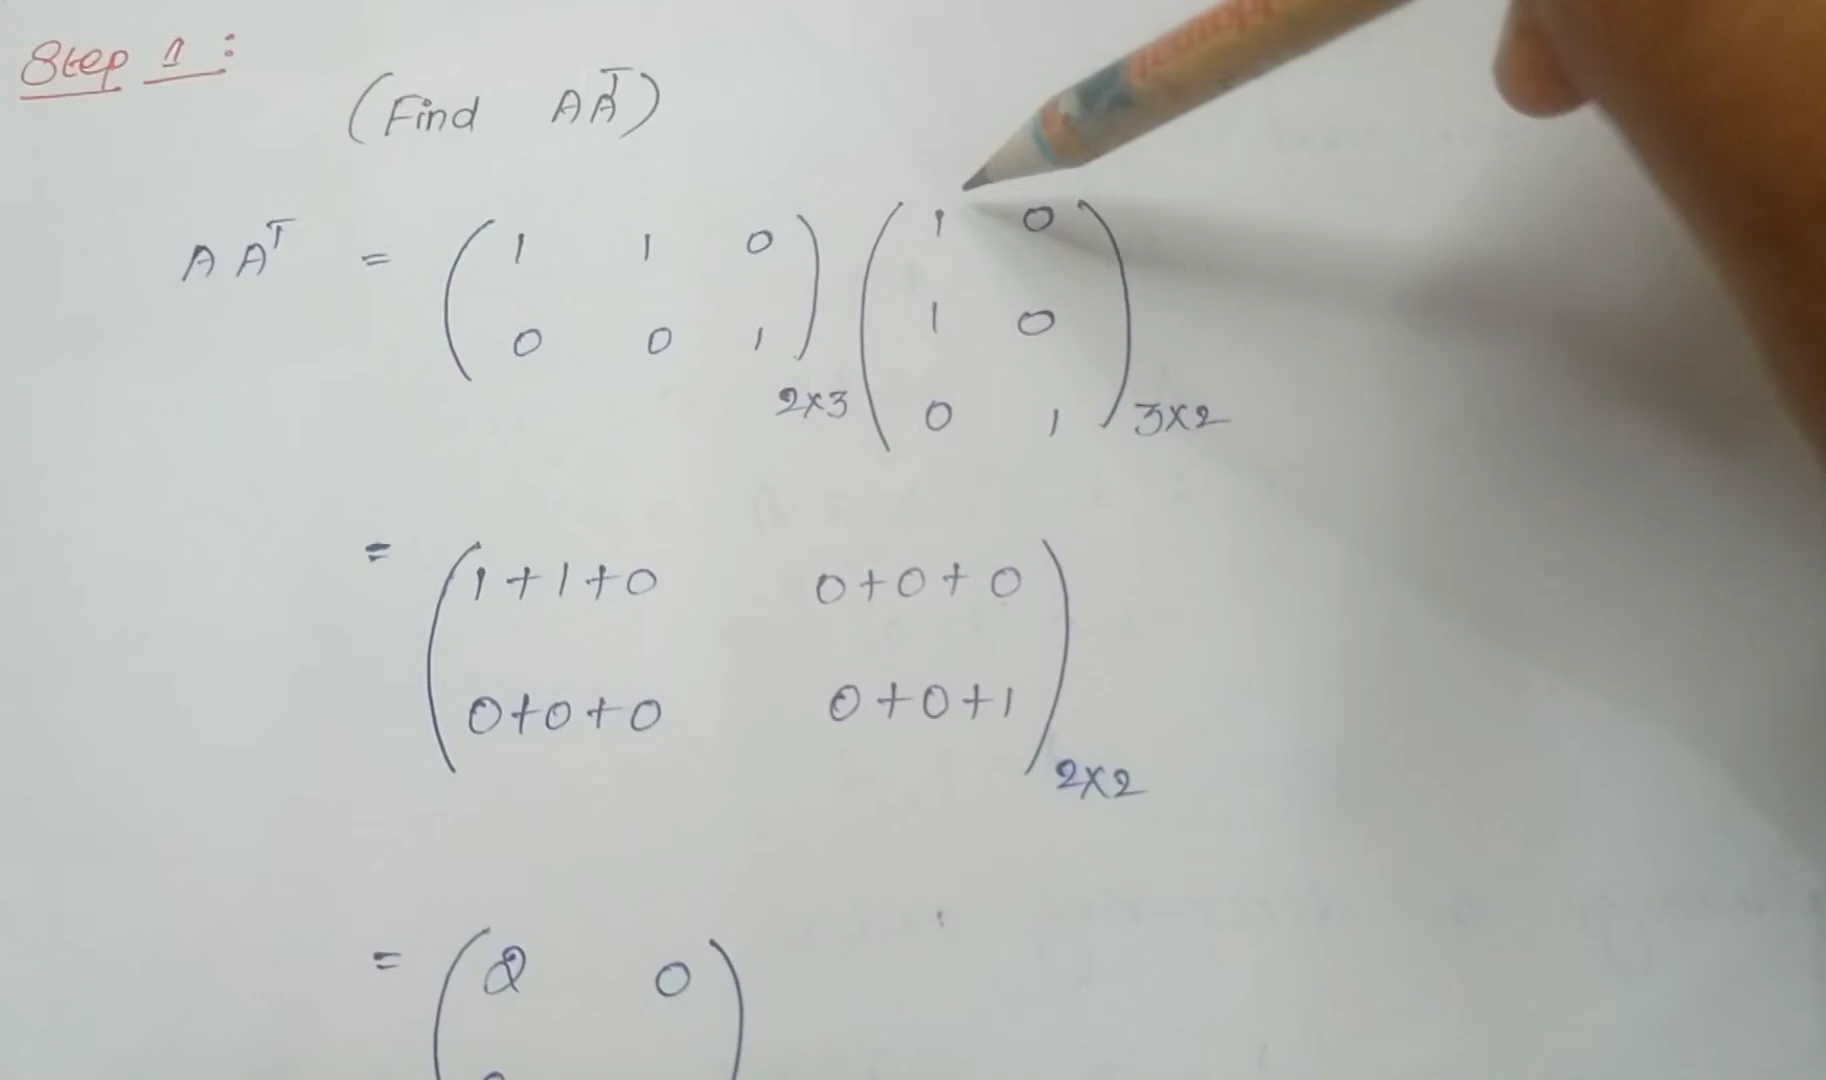 Step 1 :
(Find AAᵀ)
A Aᵀ = ( 1 1 0 ) ( 1 0 )
1 0
0 0 1
2×3 0 1 3×2
= ( 1+1+0 0+0+0 )
0+0+0 0+0+1
2×2
= ( 2 0 )